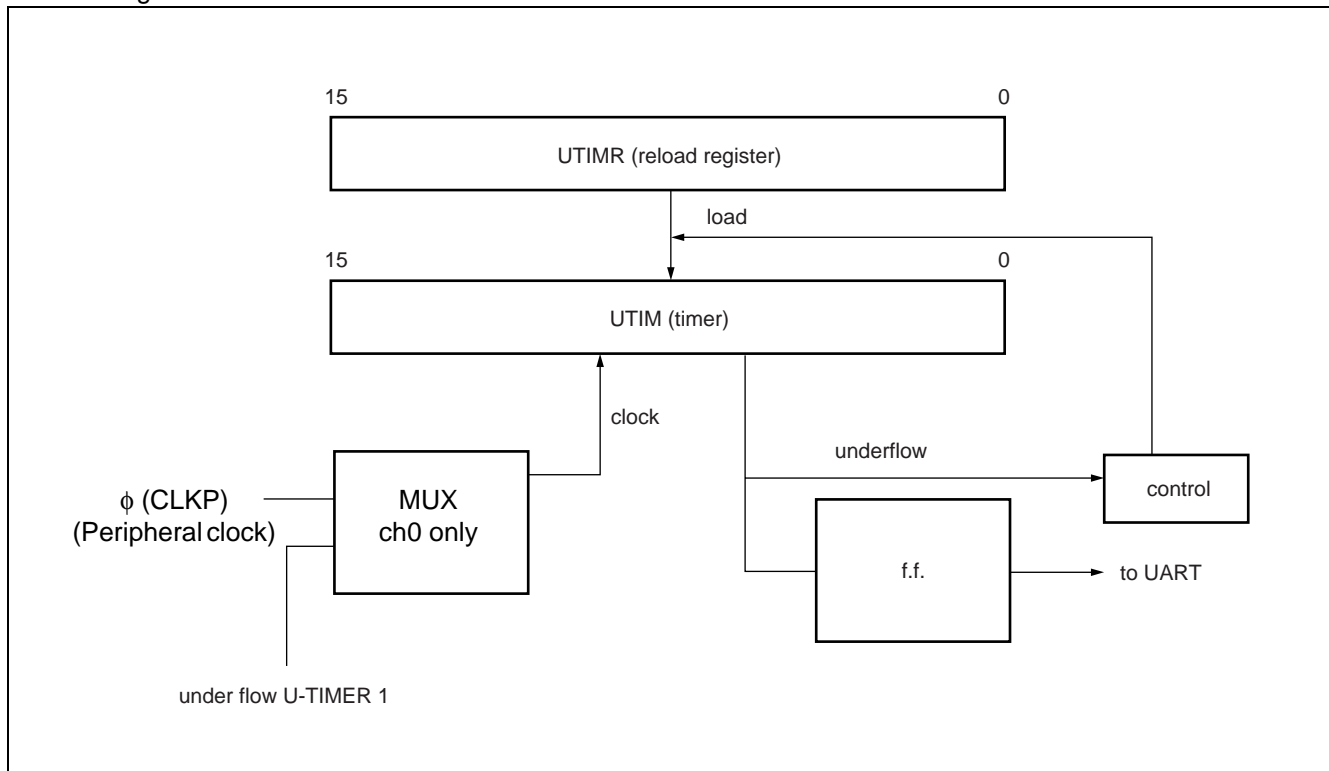 15 0
UTIMR (reload register)
load
15 0
UTIM (timer)
clock
underflow
control
ϕ (CLKP)
(Peripheral clock)
MUX
ch0 only
f.f.
to UART
under flow U-TIMER 1